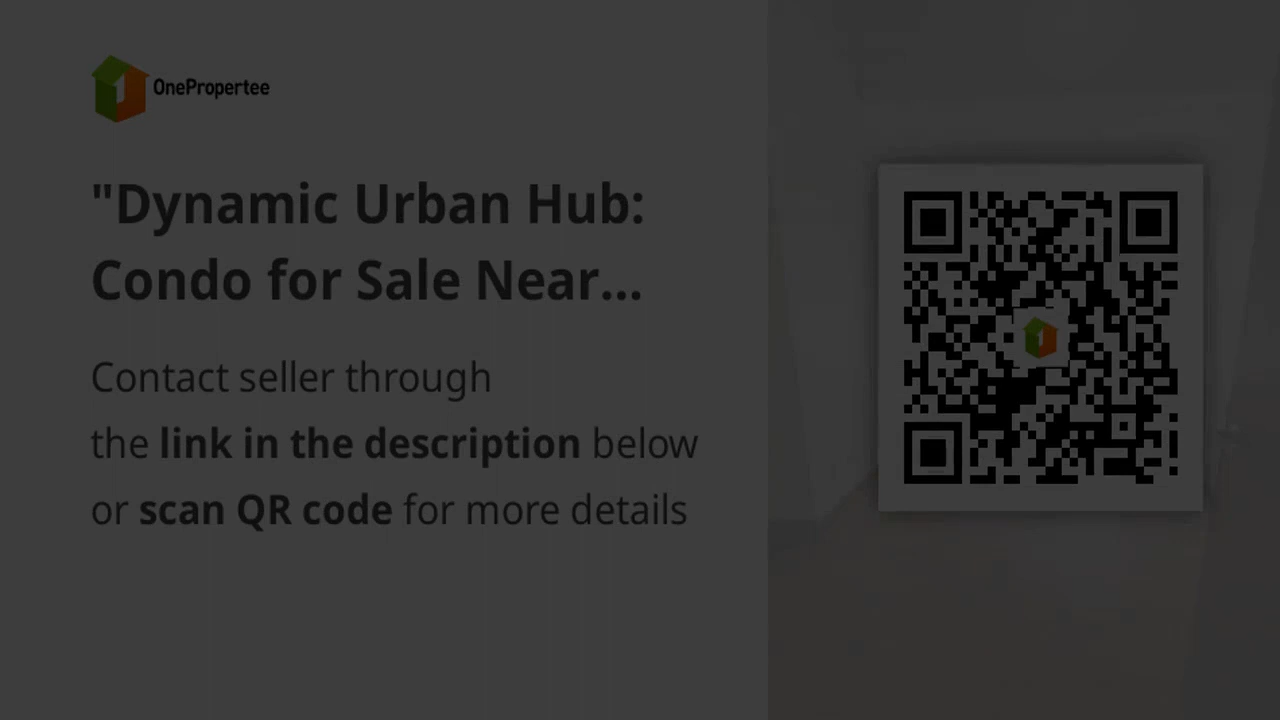 OnePropertee
"Dynamic Urban Hub:
Condo for Sale Near...
Contact seller through
the link in the description below
or scan QR code for more details